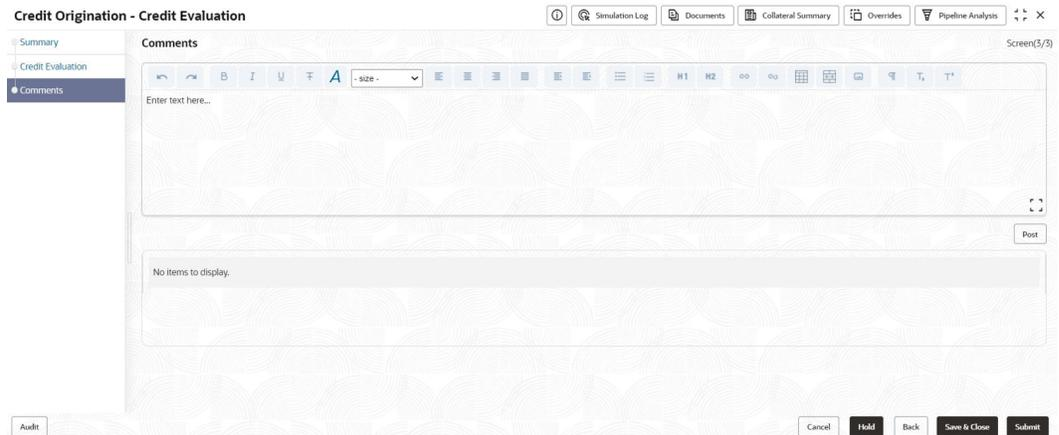 Credit Origination - Credit Evaluation
Simulation Log
Documents
Collateral Summary
Overrides
Pipeline Analysis
Summary
Credit Evaluation
Comments
Comments
Screen(3/3)
B I U T A - size - H1 H2
Enter text here...
Post
No items to display.
Audit
Cancel
Hold
Back
Save & Close
Submit